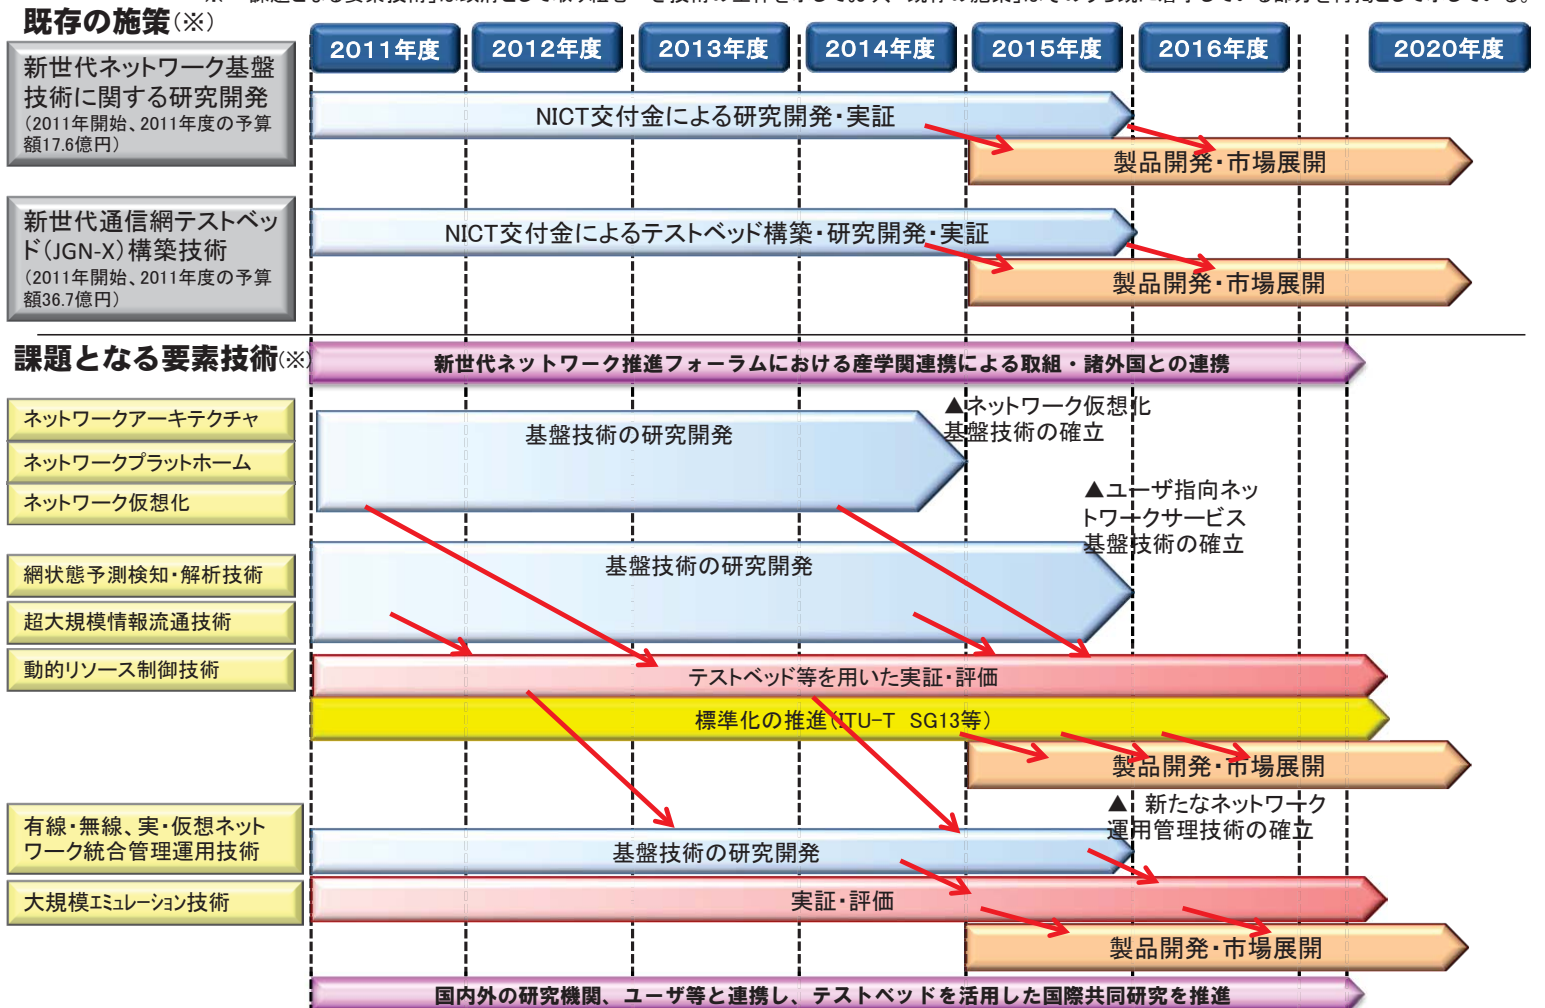 既存の施策(※)
2011年度 2012年度 2013年度 2014年度 2015年度 2016年度 2020年度
新世代ネットワーク基盤
技術に関する研究開発
(2011年開始、2011年度の予算
額17.6億円)
NICT交付金による研究開発・実証
製品開発・市場展開
新世代通信網テストベッ
ド(JGN-X)構築技術
(2011年開始、2011年度の予算
額36.7億円)
NICT交付金によるテストベッド構築・研究開発・実証
製品開発・市場展開
課題となる要素技術(※)
新世代ネットワーク推進フォーラムにおける産学関連携による取組・諸外国との連携
ネットワークアーキテクチャ
ネットワークプラットホーム
ネットワーク仮想化
基盤技術の研究開発
▲ネットワーク仮想化
基盤技術の確立
▲ユーザ指向ネッ
トワークサービス
基盤技術の確立
網状態予測検知・解析技術
超大規模情報流通技術
動的リソース制御技術
基盤技術の研究開発
テストベッド等を用いた実証・評価
標準化の推進(ITU-T SG13等)
製品開発・市場展開
▲ 新たなネットワーク
運用管理技術の確立
有線・無線、実・仮想ネット
ワーク統合管理運用技術
基盤技術の研究開発
大規模エミュレーション技術
実証・評価
製品開発・市場展開
国内外の研究機関、ユーザ等と連携し、テストベッドを活用した国際共同研究を推進